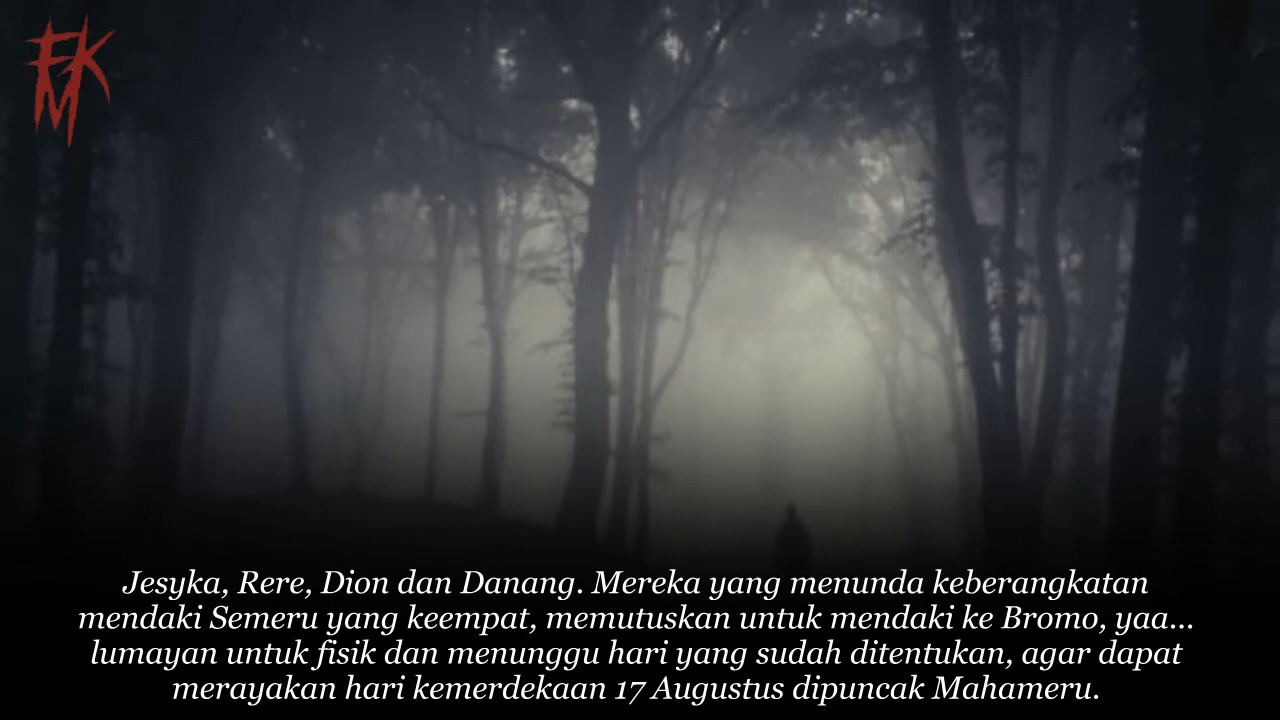 FKM
Jesyka, Rere, Dion dan Danang. Mereka yang menunda keberangkatan
mendaki Semeru yang keempat, memutuskan untuk mendaki ke Bromo, yaa...
lumayan untuk fisik dan menunggu hari yang sudah ditentukan, agar dapat
merayakan hari kemerdekaan 17 Augustus dipuncak Mahameru.